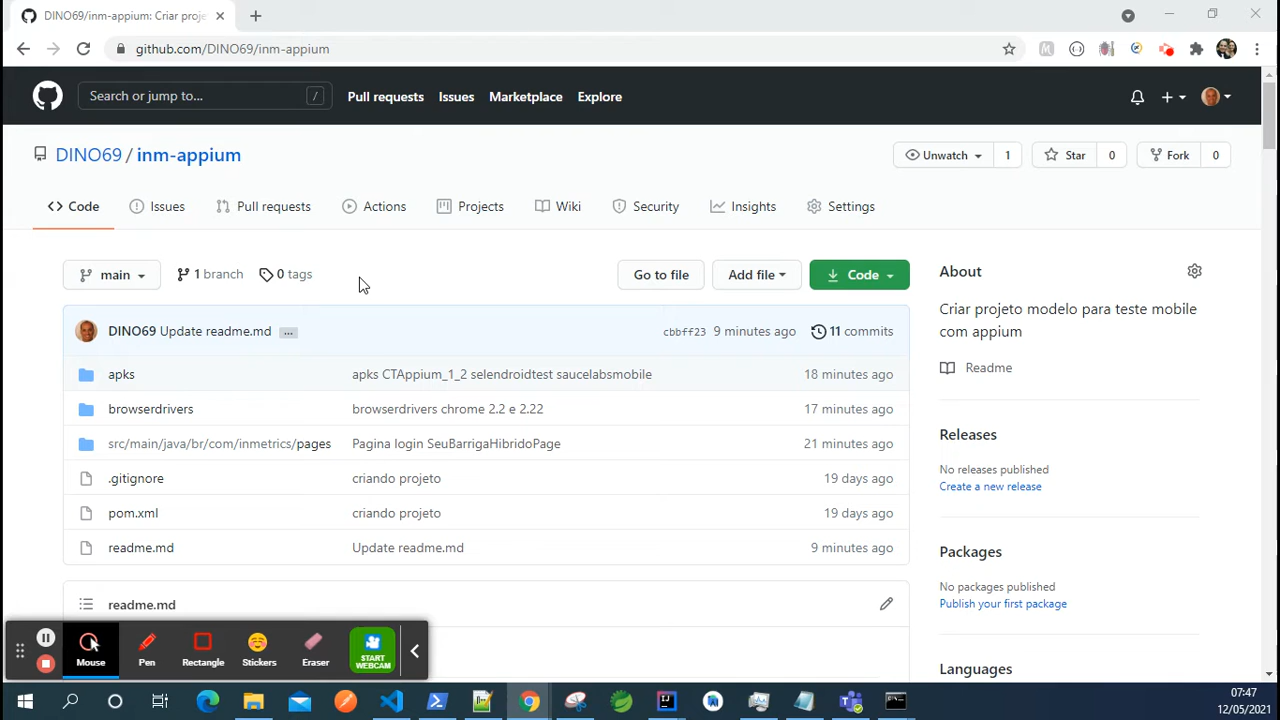 DINO69/inm-appium: Criar proje
github.com/DINO69/inm-appium
Search or jump to... /
Pull requests Issues Marketplace Explore
DINO69 / inm-appium
Unwatch 1 Star 0 Fork 0
Code Issues Pull requests Actions Projects Wiki Security Insights Settings
main 1 branch 0 tags Go to file Add file Code
DINO69 Update readme.md ... cbbff23 9 minutes ago 11 commits
apks apks CTAppium_1_2 selendroidtest saucelabsmobile 18 minutes ago
browserdrivers browserdrivers chrome 2.2 e 2.22 17 minutes ago
src/main/java/br/com/inmetrics/pages Pagina login SeuBarrigaHibridoPage 21 minutes ago
.gitignore criando projeto 19 days ago
pom.xml criando projeto 19 days ago
readme.md Update readme.md 9 minutes ago
readme.md
About
Criar projeto modelo para teste mobile
com appium
Readme
Releases
No releases published
Create a new release
Packages
No packages published
Publish your first package
Languages
Mouse Pen Rectangle Stickers Eraser START
WEBCAM
07:47
12/05/2021